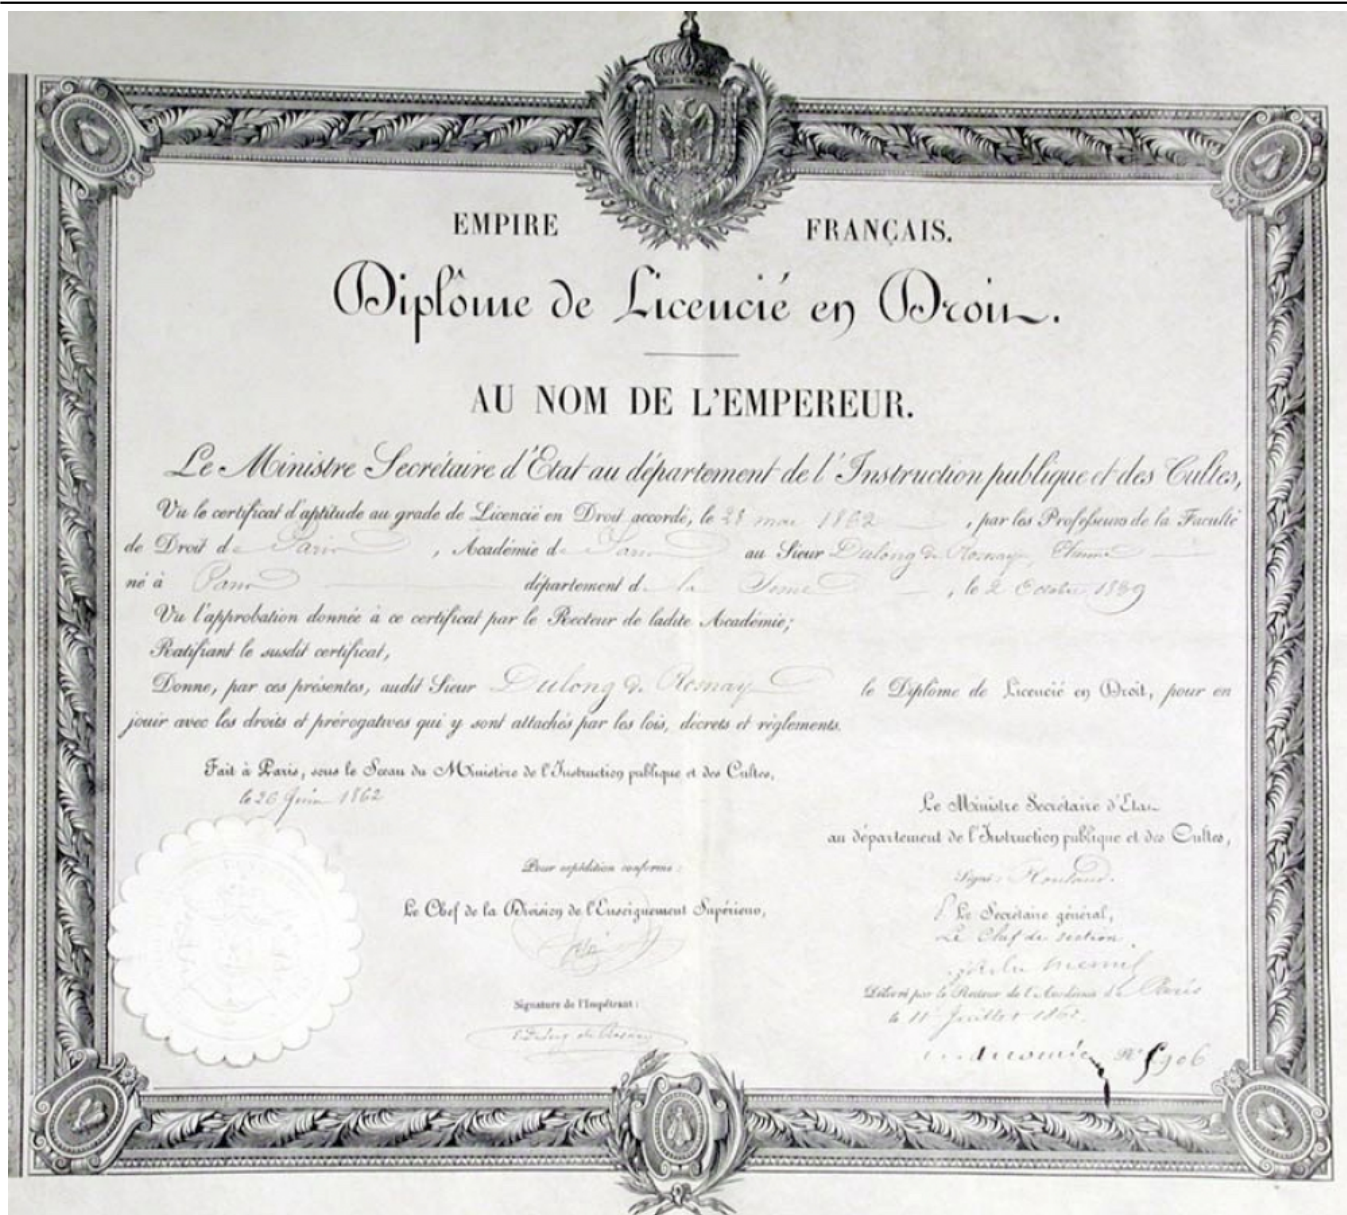 EMPIRE FRANÇAIS.
Diplôme de Licencié en Droit.
AU NOM DE L'EMPEREUR.
Le Ministre Secrétaire d'Etat au département de l'Instruction publique et des Cultes,
Vu le certificat d'aptitude au grade de Licencié en Droit accordé, le 28 mai 1862, par les Professeurs de la Faculté
de Droit de Paris, Académie de Paris au Sieur Dulong de Rosnay,
né à Paris département de la Seine, le 2 Octobre 1839
Vu l'approbation donnée à ce certificat par le Recteur de ladite Académie;
Ratifiant le susdit certificat,
Donne, par ces présentes, audit Sieur Dulong de Rosnay le Diplôme de Licencié en Droit, pour en
jouir avec les droits et prérogatives qui y sont attachés par les lois, décrets et règlements.
Fait à Paris, sous le Sceau du Ministère de l'Instruction publique et des Cultes,
le 26 Juin 1862
Le Ministre Secrétaire d'Etat
au département de l'Instruction publique et des Cultes,
Signé: Rouland.
Pour expédition conforme:
Le Chef de la Division de l'Enseignement Supérieur,
Le Secrétaire général,
Le Chef de section
Délivré par le Recteur de l'Académie de Paris
le 11 Juillet 1862.
Signature de l'Impétrant:
E Dulong de Rosnay